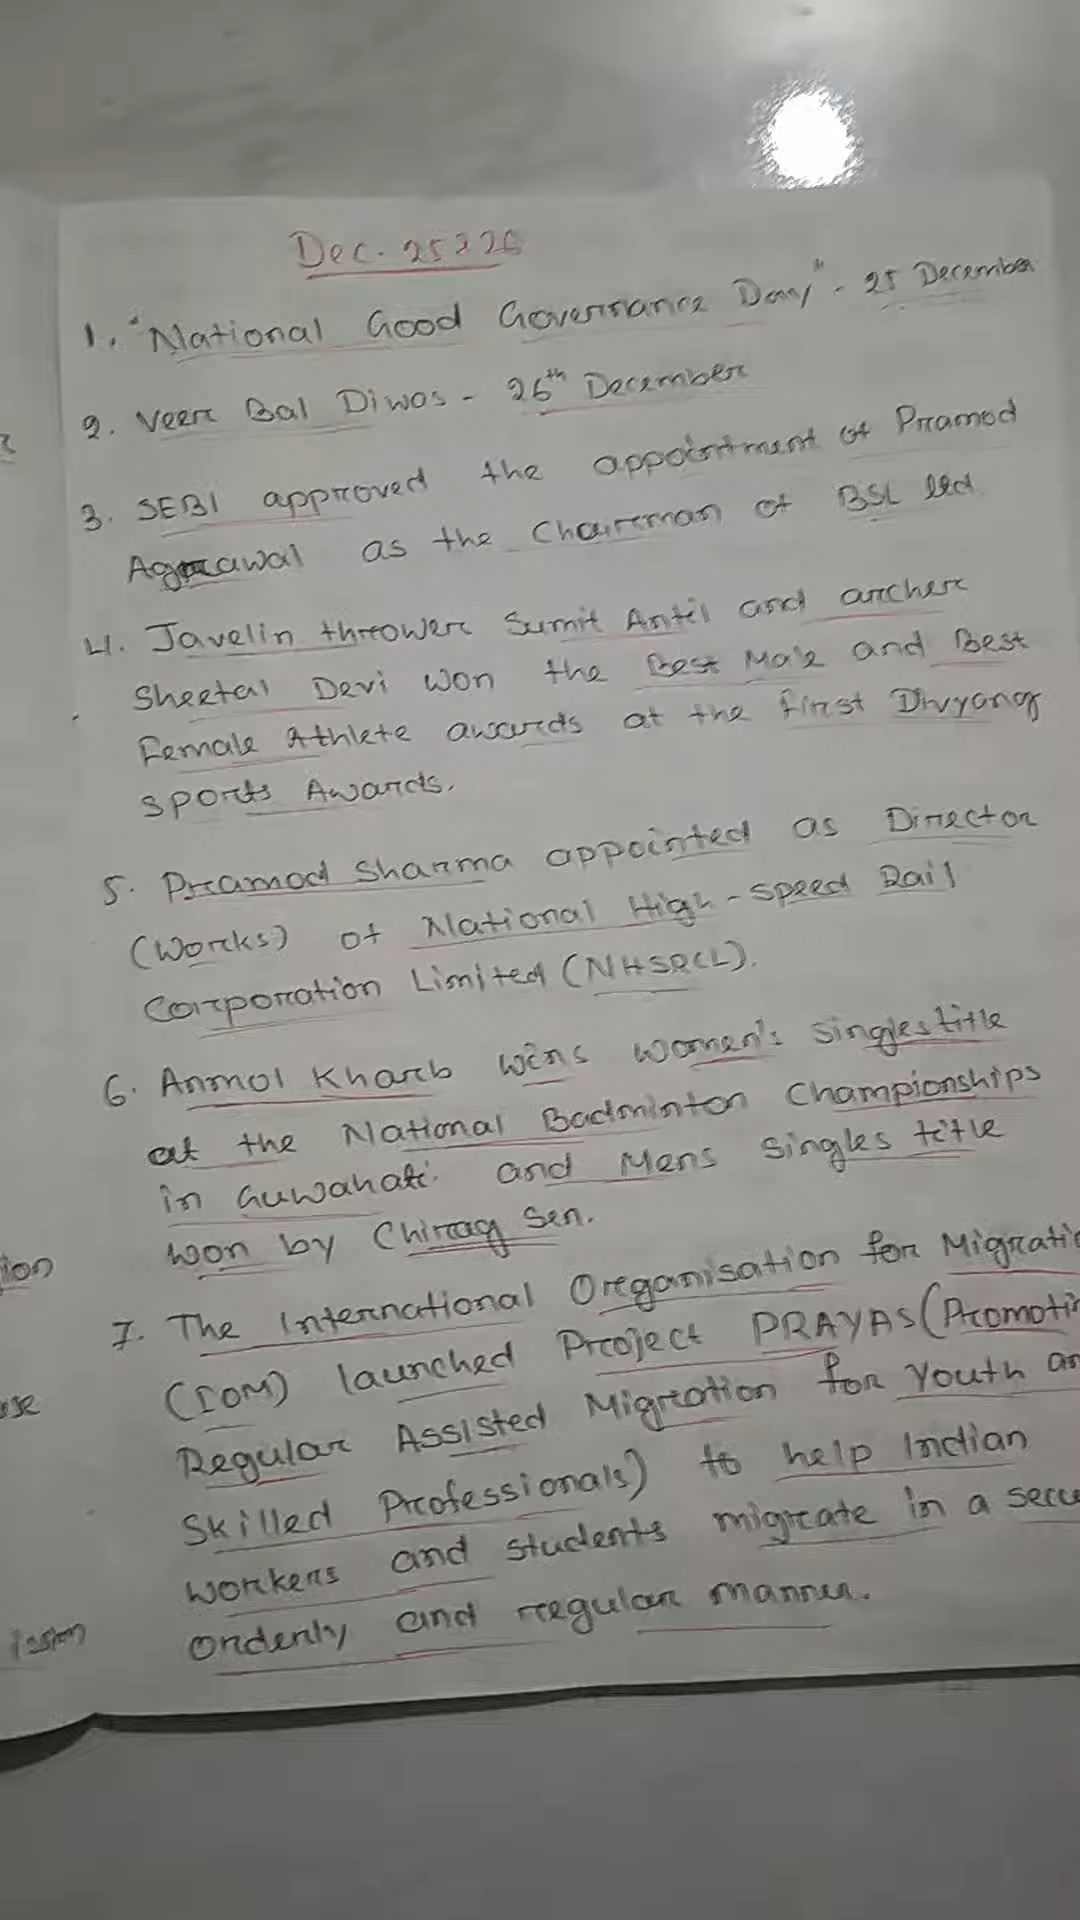 Dec. 25 & 26
1. "National Good Governance Day" - 25 December
2. Veer Bal Diwas - 26th December
3. SEBI approved the appointment of Pramod
Agrawal as the Chairman of BSE Ltd.
4. Javelin thrower Sumit Antil and archer
Sheetal Devi won the Best Male and Best
Female Athlete awards at the first Divyang
sports Awards.
5. Pramod Sharma appointed as Director
(Works) of National High-speed Rail
Corporation Limited (NHSRCL).
6. Anmol Kharb wins women's singles title
at the National Badminton Championships
in Guwahati. and Mens singles title
won by Chirag Sen.
7. The International Organisation for Migratio
(IOM) launched Project PRAYAS (Promotin
Regular Assisted Migration for Youth an
Skilled Professionals) to help Indian
workers and students migrate in a secu
orderly and regular manner.
ion
use
ission